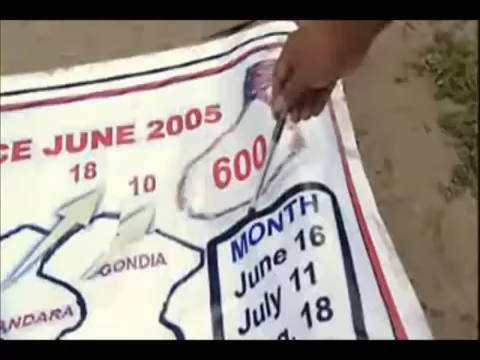 CE JUNE 2005
18
10
600
GONDIA
ANDARA
MONTH
June 16
July 11
18